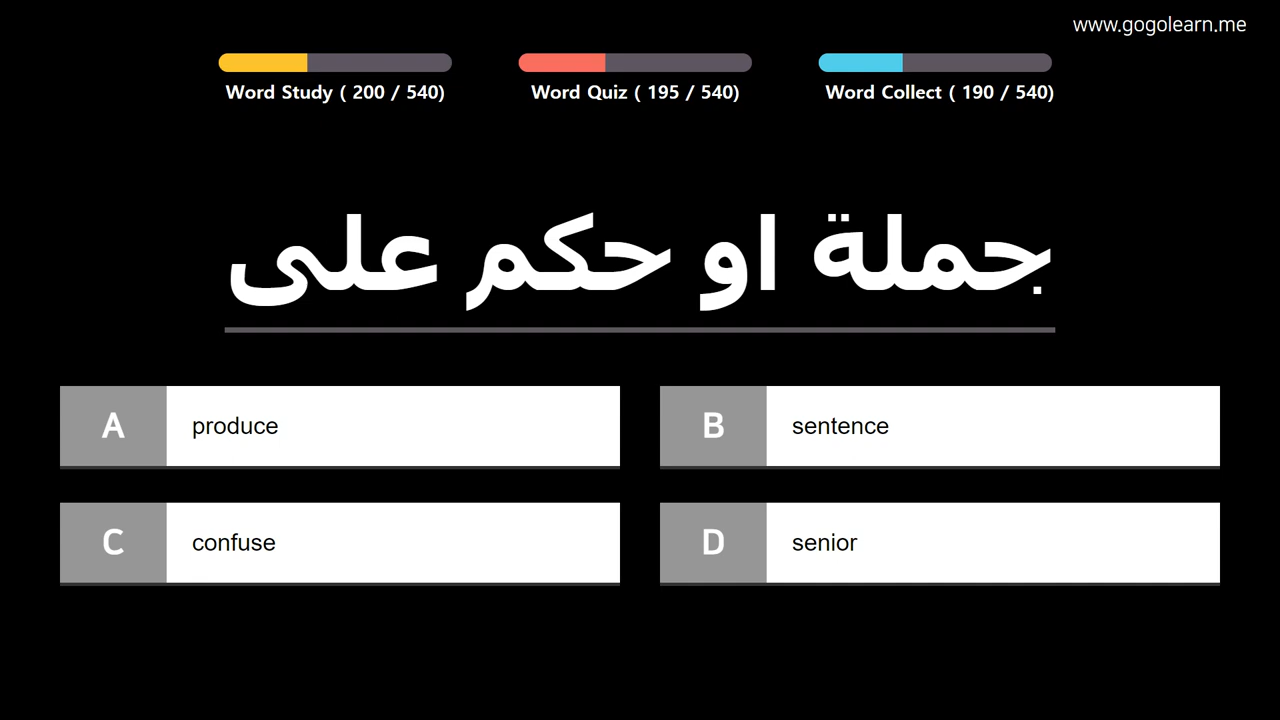 www.gogolearn.me
Word Study ( 200 / 540)
Word Quiz ( 195 / 540)
Word Collect ( 190 / 540)
جملة او حكم على
A produce
B sentence
C confuse
D senior